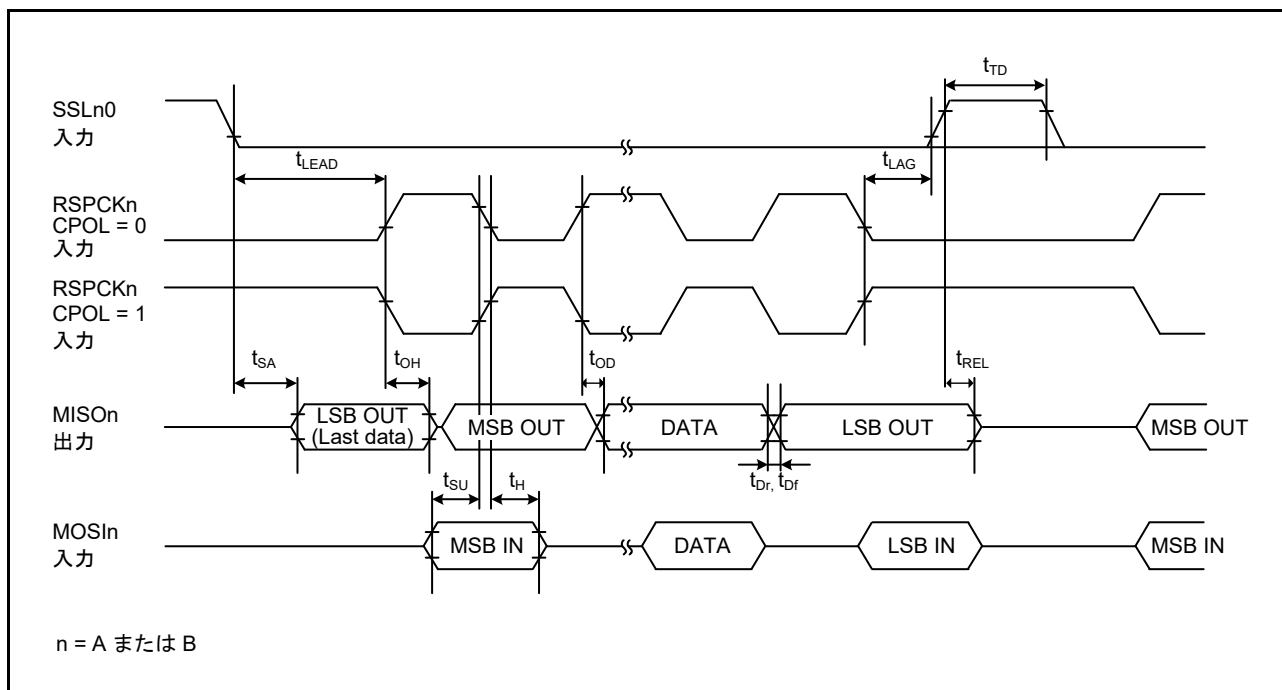 t_TD
SSLn0
入力
t_LEAD
t_LAG
RSPCKn
CPOL = 0
入力
RSPCKn
CPOL = 1
入力
t_SA
t_OH
t_OD
t_REL
MISOn
出力
LSB OUT
(Last data)
MSB OUT
DATA
LSB OUT
MSB OUT
t_SU
t_H
t_Dr, t_Df
MOSIn
入力
MSB IN
DATA
LSB IN
MSB IN
n = A または B